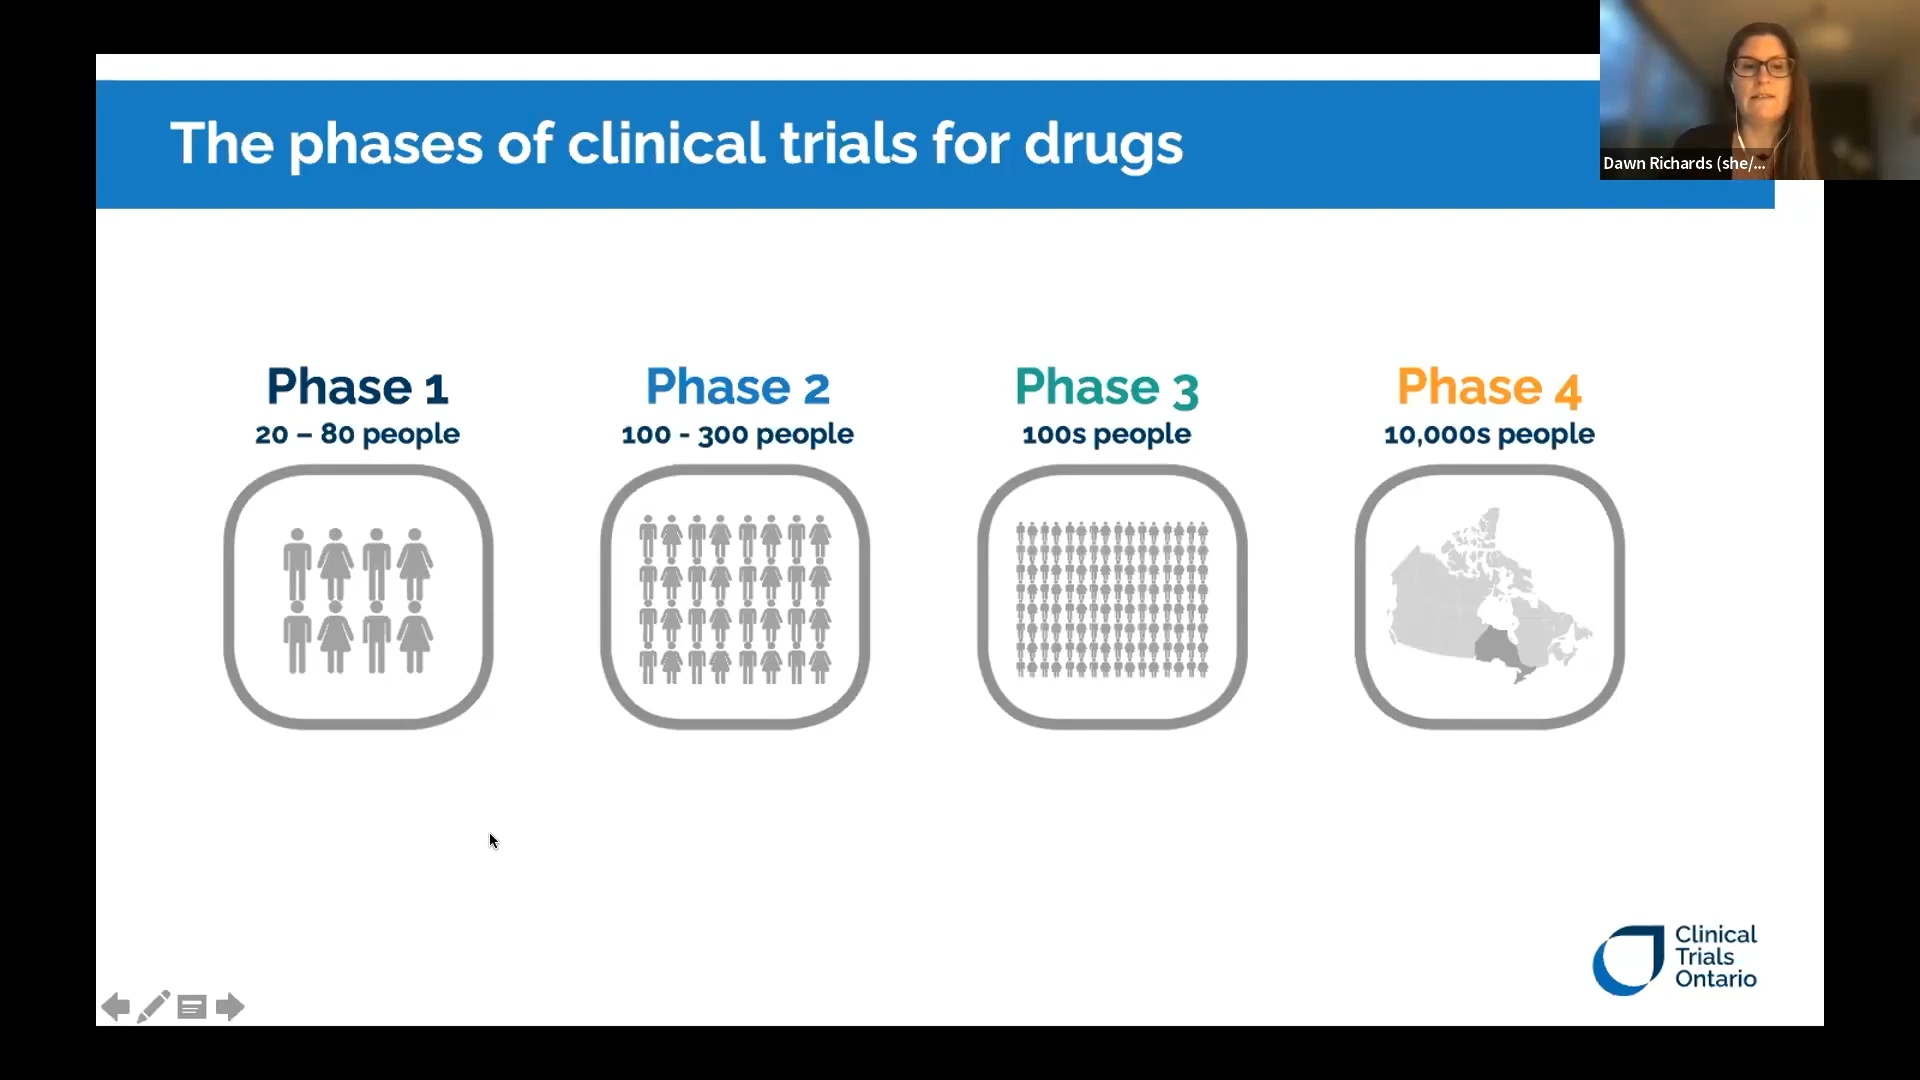 The phases of clinical trials for drugs
Dawn Richards (she/...
Phase 1
20 – 80 people
Phase 2
100 - 300 people
Phase 3
100s people
Phase 4
10,000s people
Clinical
Trials
Ontario